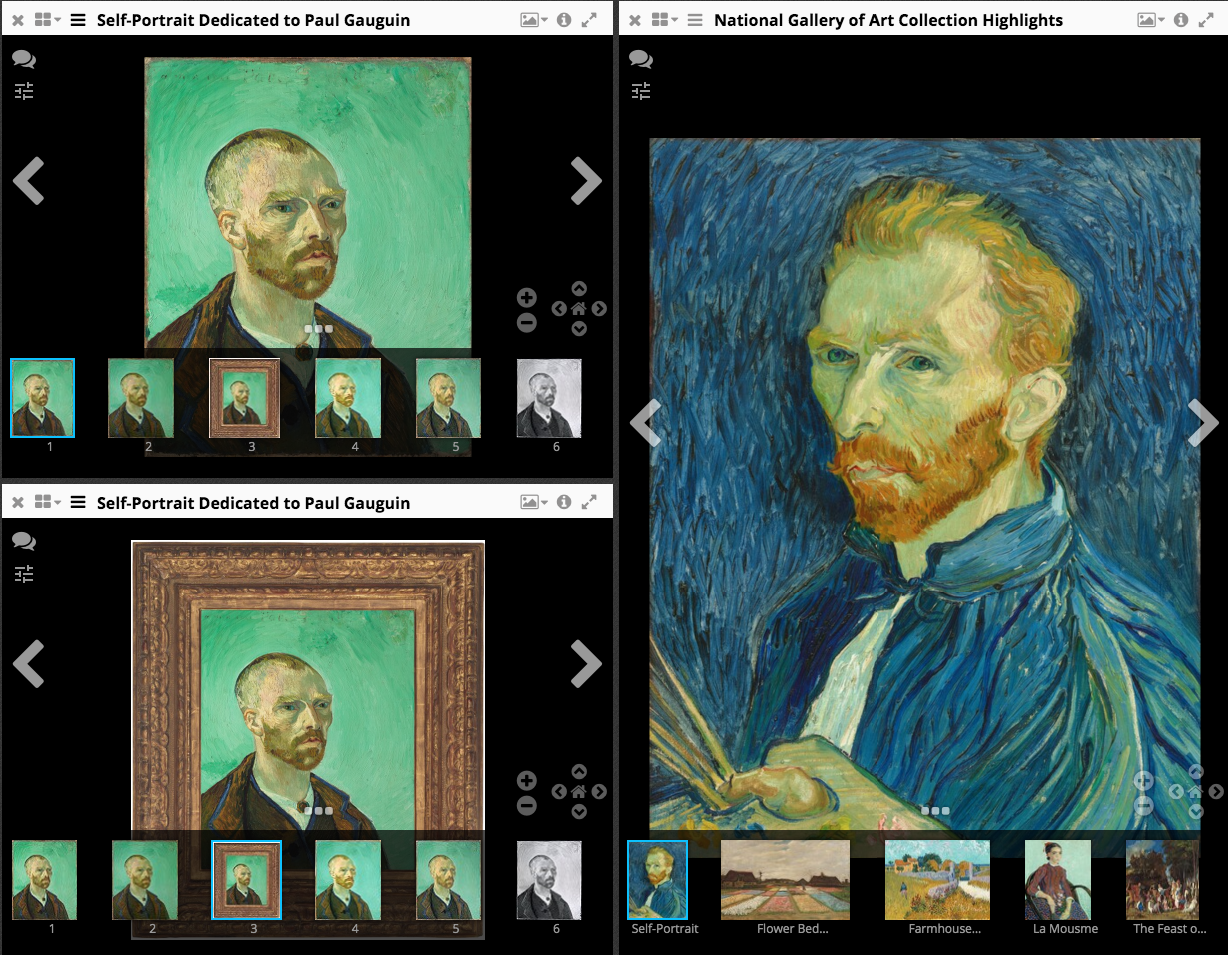 Self-Portrait Dedicated to Paul Gauguin
1 2 3 4 5 6
Self-Portrait Dedicated to Paul Gauguin
1 2 3 4 5 6
National Gallery of Art Collection Highlights
Self-Portrait Flower Bed... Farmhouse... La Mousme The Feast o...